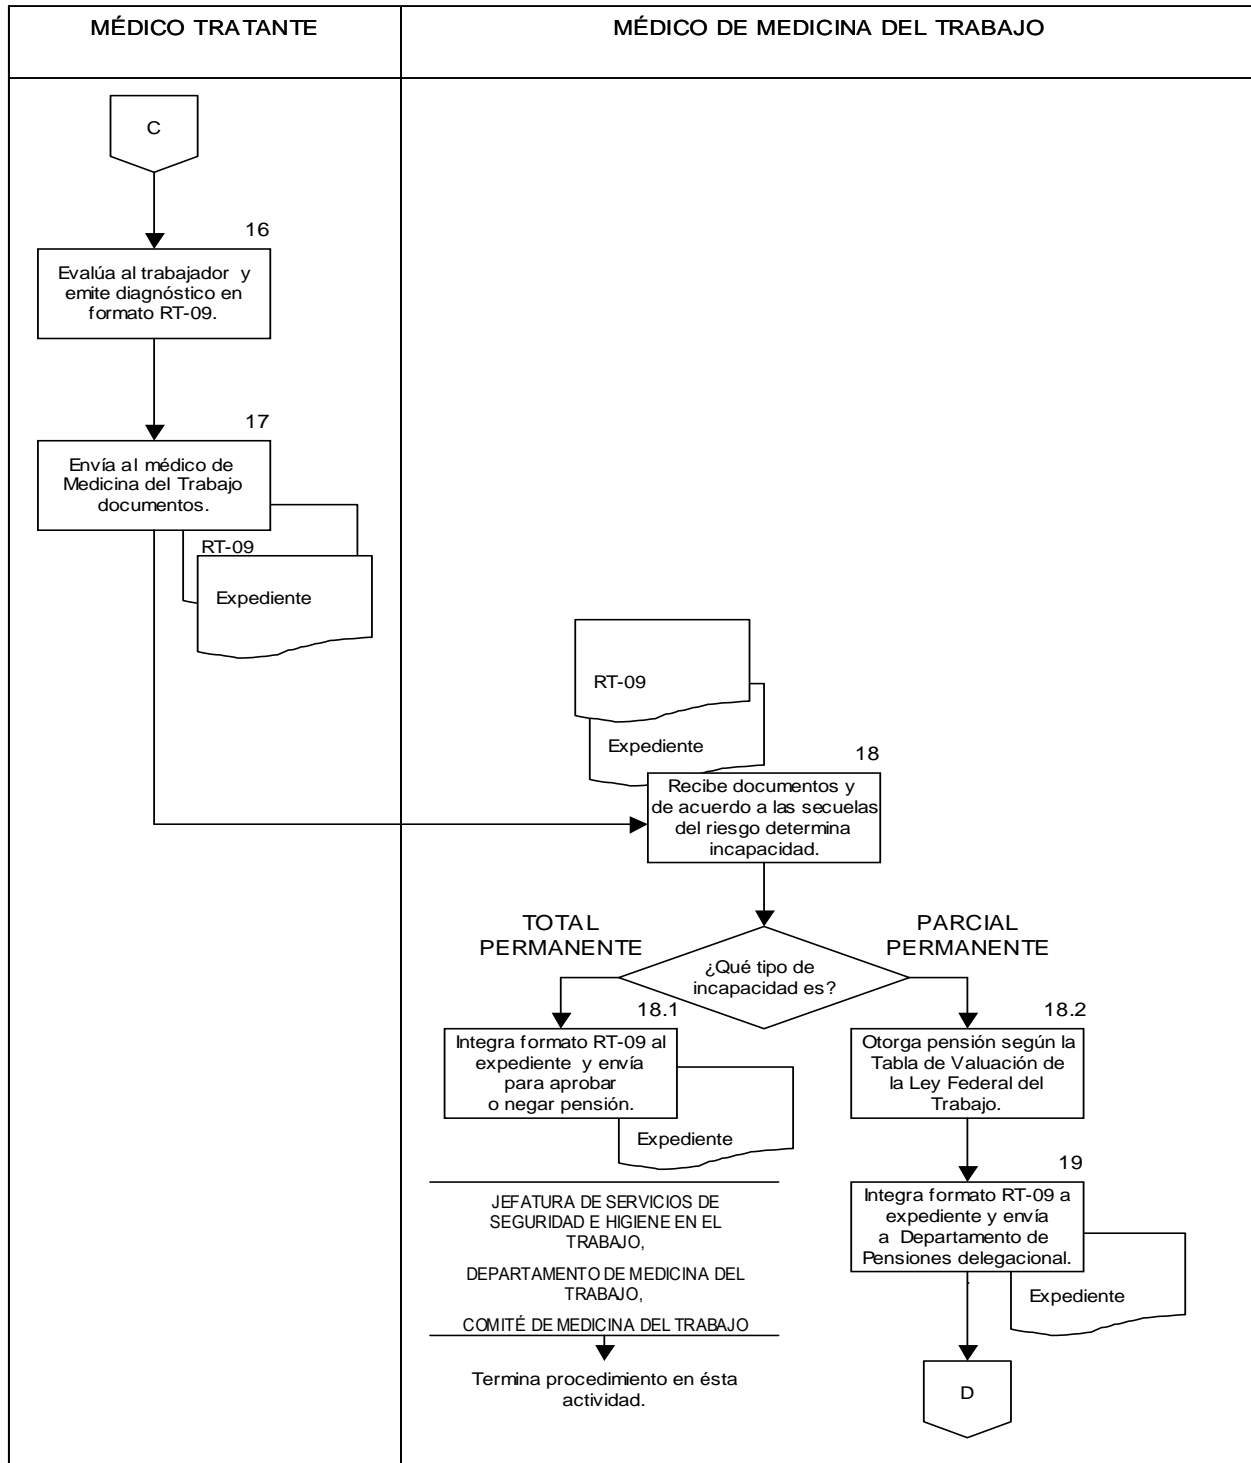 MÉDICO TRATANTE
MÉDICO DE MEDICINA DEL TRABAJO
C
16
Evalúa al trabajador y
emite diagnóstico en
formato RT-09.
17
Envía al médico de
Medicina del Trabajo
documentos.
RT-09
Expediente
RT-09
Expediente
18
Recibe documentos y
de acuerdo a las secuelas
del riesgo determina
incapacidad.
TOTAL
PERMANENTE
PARCIAL
PERMANENTE
¿Qué tipo de
incapacidad es?
18.1
Integra formato RT-09 al
expediente y envía
para aprobar
o negar pensión.
Expediente
JEFATURA DE SERVICIOS DE
SEGURIDAD E HIGIENE EN EL
TRABAJO,
DEPARTAMENTO DE MEDICINA DEL
TRABAJO,
COMITÉ DE MEDICINA DEL TRABAJO
Termina procedimiento en ésta
actividad.
18.2
Otorga pensión según la
Tabla de Valuación de
la Ley Federal del
Trabajo.
19
Integra formato RT-09 a
expediente y envía
a Departamento de
Pensiones delegacional.
Expediente
D